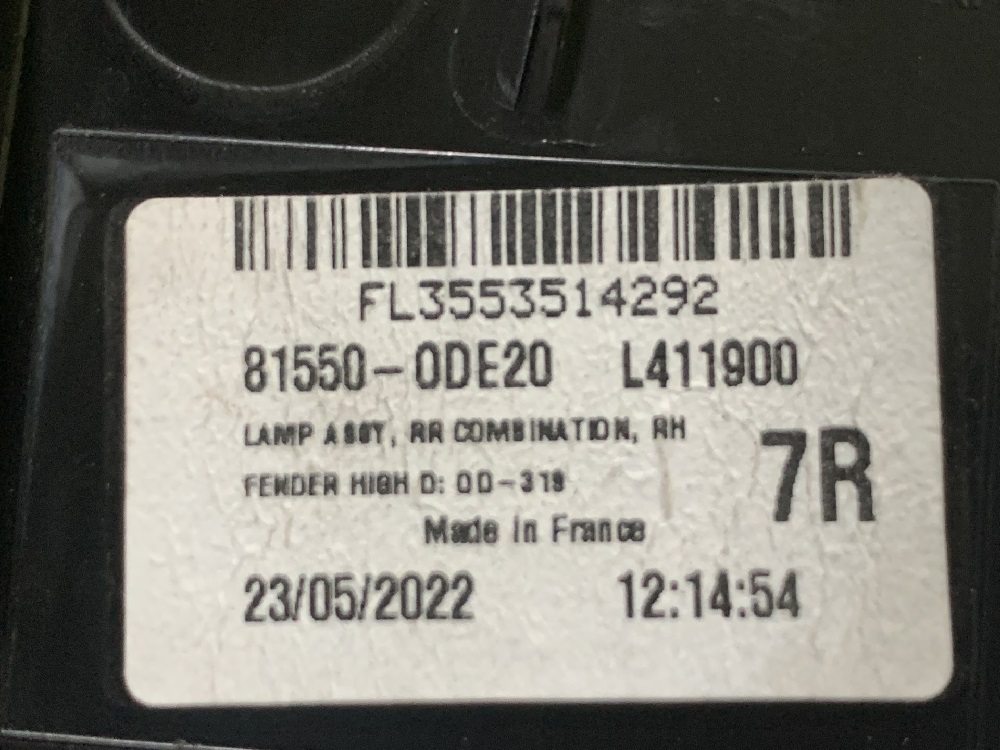 FL3553514292
81550-0DE20 L411900
LAMP ASSY, RR COMBINATION, RH
FENDER HIGH D: 00-319
7R
Made in France
23/05/2022 12:14:54